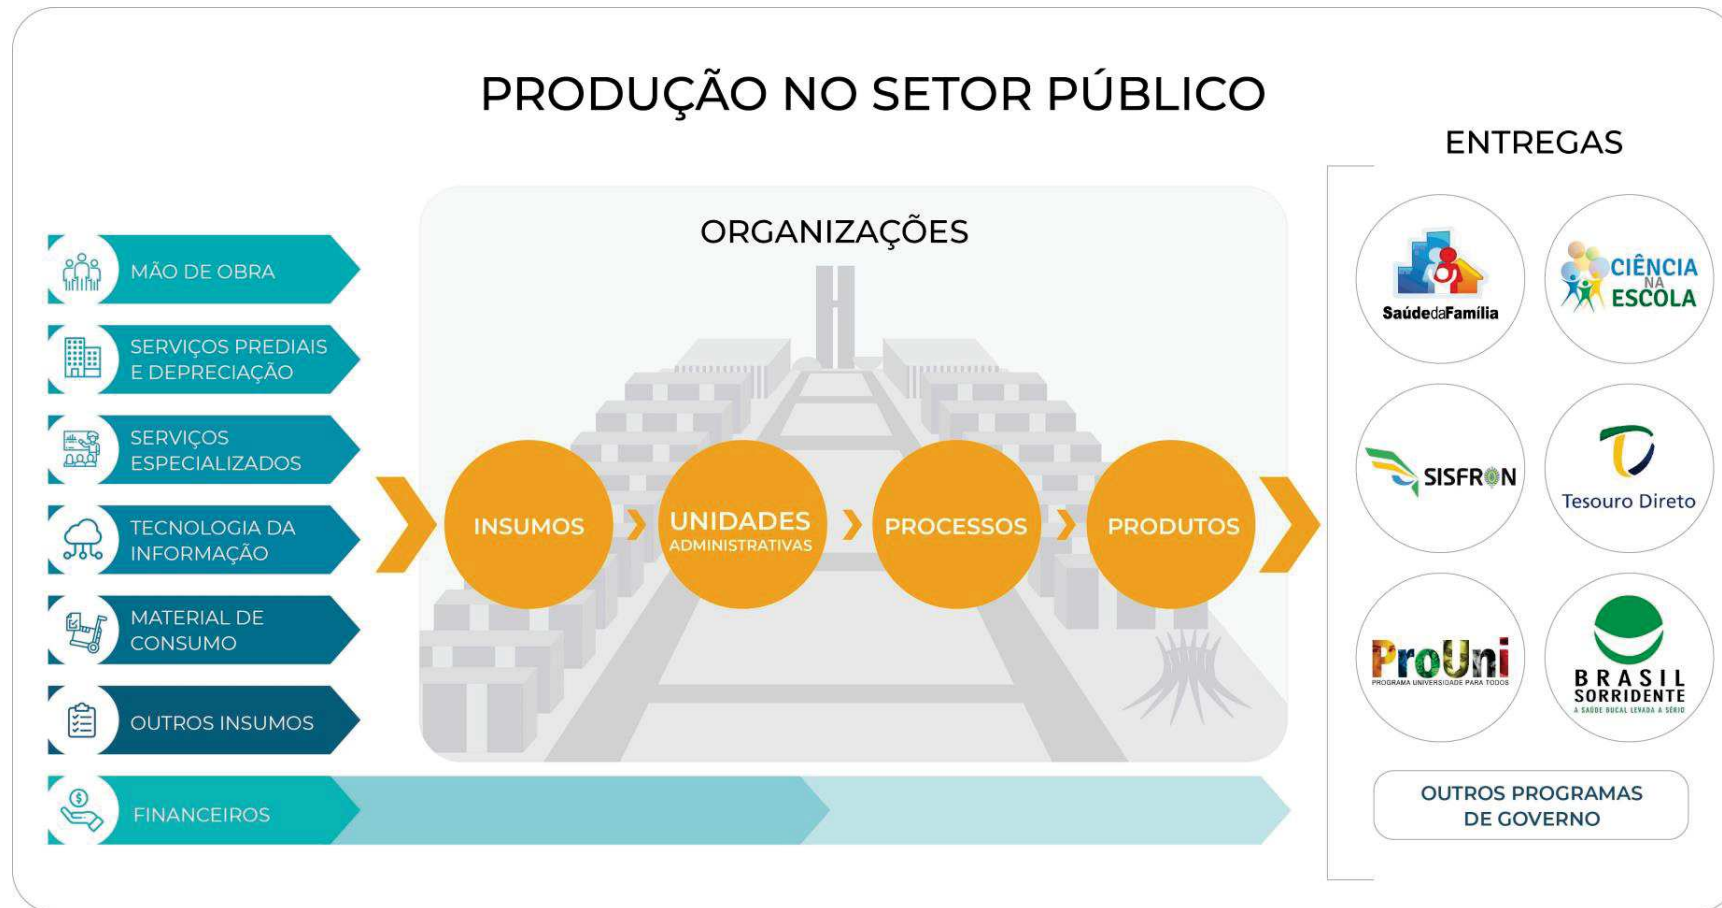 PRODUÇÃO NO SETOR PÚBLICO
MÃO DE OBRA
SERVIÇOS PREDIAIS
E DEPRECIAÇÃO
SERVIÇOS
ESPECIALIZADOS
TECNOLOGIA DA
INFORMAÇÃO
MATERIAL DE
CONSUMO
OUTROS INSUMOS
FINANCEIROS
ORGANIZAÇÕES
INSUMOS
UNIDADES
ADMINISTRATIVAS
PROCESSOS
PRODUTOS
ENTREGAS
SaúdedaFamília
CIÊNCIA
NA
ESCOLA
SISFRON
Tesouro Direto
ProUni
PROGRAMA UNIVERSIDADE PARA TODOS
BRASIL
SORRIDENTE
A SAÚDE BUCAL LEVADA A SÉRIO
OUTROS PROGRAMAS
DE GOVERNO